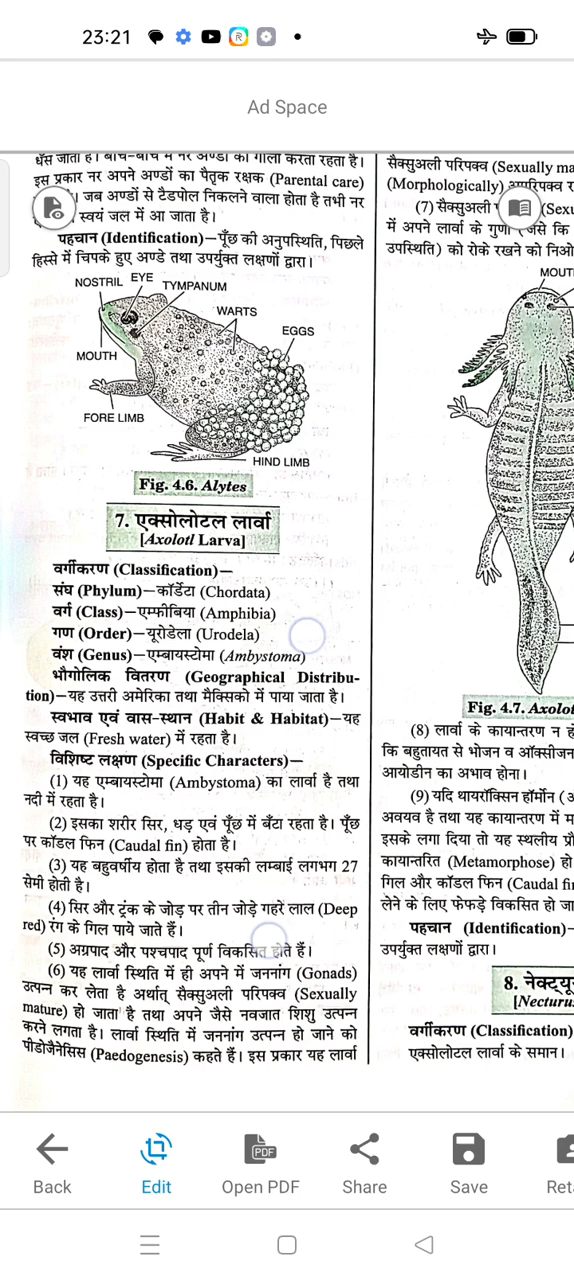 23:21
Ad Space
धँस जाता है। बीच-बीच में नर अण्डों को गीला करता रहता है।
इस प्रकार नर अपने अण्डों का पैतृक रक्षक (Parental care)
जब अण्डों से टैडपोल निकलने वाला होता है तभी नर
स्वयं जल में आ जाता है।
पहचान (Identification)—पूँछ की अनुपस्थिति, पिछले
हिस्से में चिपके हुए अण्डे तथा उपर्युक्त लक्षणों द्वारा।
NOSTRIL EYE TYMPANUM
WARTS
EGGS
MOUTH
FORE LIMB
HIND LIMB
Fig. 4.6. Alytes
7. एक्सोलोटल लार्वा
[Axolotl Larva]
वर्गीकरण (Classification)—
संघ (Phylum)—कॉर्डेटा (Chordata)
वर्ग (Class)—एम्फीबिया (Amphibia)
गण (Order)—यूरोडेला (Urodela)
वंश (Genus)—एम्बायस्टोमा (Ambystoma)
भौगोलिक वितरण (Geographical Distribu-
tion)—यह उत्तरी अमेरिका तथा मैक्सिको में पाया जाता है।
स्वभाव एवं वास-स्थान (Habit & Habitat)—यह
स्वच्छ जल (Fresh water) में रहता है।
विशिष्ट लक्षण (Specific Characters)—
(1) यह एम्बायस्टोमा (Ambystoma) का लार्वा है तथा
नदी में रहता है।
(2) इसका शरीर सिर, धड़ एवं पूँछ में बँटा रहता है। पूँछ
पर कॉडल फिन (Caudal fin) होता है।
(3) यह बहुवर्षीय होता है तथा इसकी लम्बाई लगभग 27
सेमी होती है।
(4) सिर और ट्रंक के जोड़ पर तीन जोड़े गहरे लाल (Deep
red) रंग के गिल पाये जाते हैं।
(5) अग्रपाद और पश्चपाद पूर्ण विकसित होते हैं।
(6) यह लार्वा स्थिति में ही अपने में जननांग (Gonads)
उत्पन्न कर लेता है अर्थात् सैक्सुअली परिपक्व (Sexually
mature) हो जाता है तथा अपने जैसे नवजात शिशु उत्पन्न
करने लगता है। लार्वा स्थिति में जननांग उत्पन्न हो जाने को
पीडोजैनेसिस (Paedogenesis) कहते हैं। इस प्रकार यह लार्वा
सैक्सुअली परिपक्व (Sexually ma
(Morphologically) अपरिपक्व र
(7) सैक्सुअली (Sexu
में अपने लार्वा के गुणों (जैसे कि
उपस्थिति) को रोके रखने को निओ
MOUT
Fig. 4.7. Axolot
(8) लार्वा के कायान्तरण न ह
कि बहुतायत से भोजन व ऑक्सीजन
आयोडीन का अभाव होना।
(9) यदि थायरॉक्सिन हॉर्मोन (अ
अवयव है तथा यह कायान्तरण में म
इसके लगा दिया तो यह स्थलीय प्रौ
कायान्तरित (Metamorphose) हो
गिल और कॉडल फिन (Caudal fin
लेने के लिए फेफड़े विकसित हो जा
पहचान (Identification)-
उपर्युक्त लक्षणों द्वारा।
8. नेक्ट्यू
[Necturu
वर्गीकरण (Classification)
एक्सोलोटल लार्वा के समान।
Back
Edit
Open PDF
Share
Save
Ret